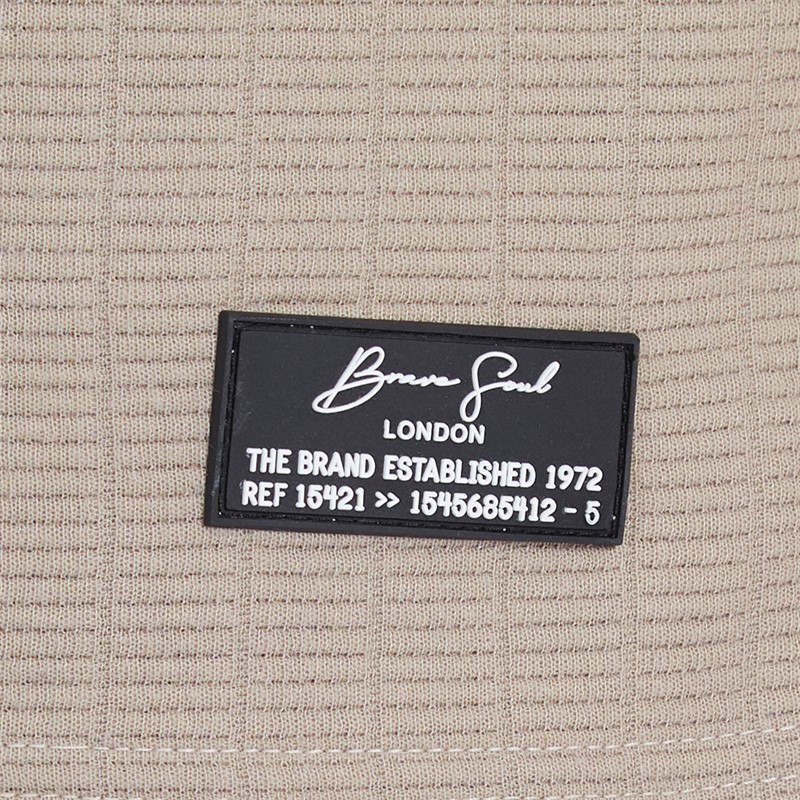 Brave Soul
LONDON
THE BRAND ESTABLISHED 1972
REF 15421 >> 1545685412 - 5